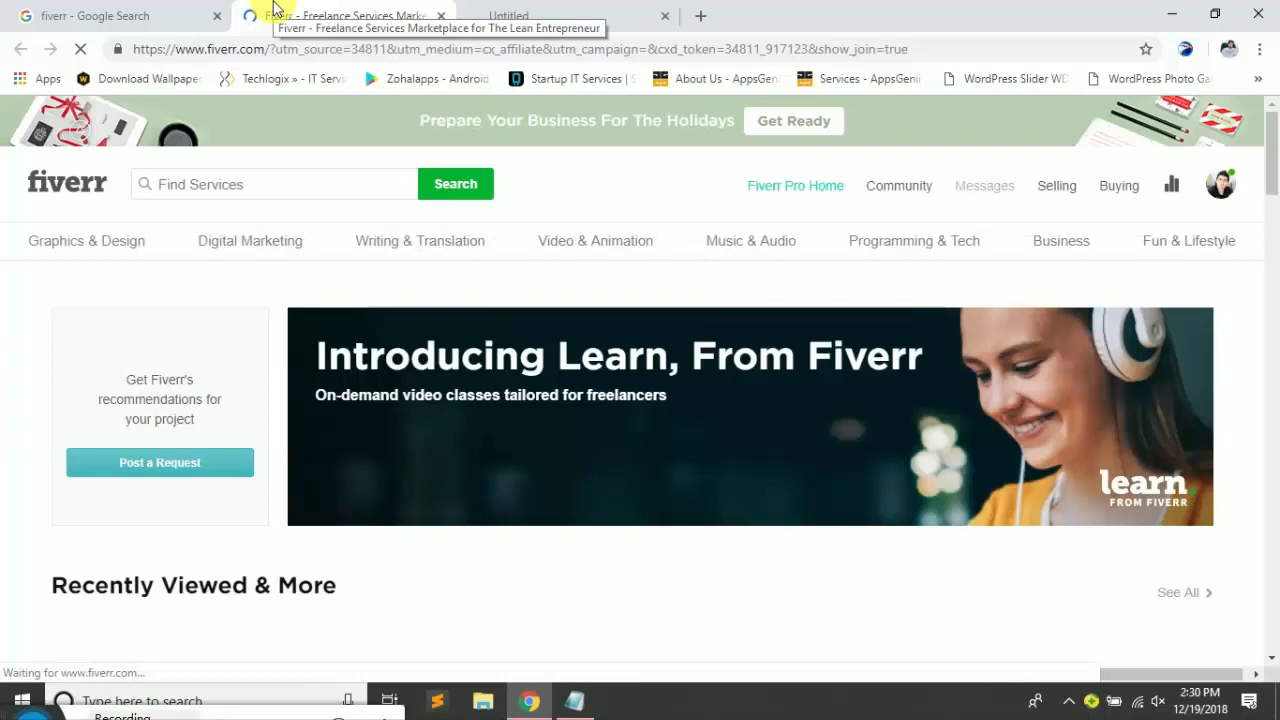 fiverr - Google Search
Fiverr - Freelance Services Marke
Untitled
Fiverr - Freelance Services Marketplace for The Lean Entrepreneur
https://www.fiverr.com/?utm_source=34811&utm_medium=cx_affiliate&utm_campaign=&cxd_token=34811_917123&show_join=true
Apps
Download Wallpaper
Techlogix » - IT Servic
Zohalapps - Android
Startup IT Services | S
About Us - AppsGeni
Services - AppsGenii
WordPress Slider WD
WordPress Photo Ga
»
Prepare Your Business For The Holidays
Get Ready
fiverr
Find Services
Search
Fiverr Pro Home
Community
Messages
Selling
Buying
Graphics & Design
Digital Marketing
Writing & Translation
Video & Animation
Music & Audio
Programming & Tech
Business
Fun & Lifestyle
Get Fiverr's
recommendations for
your project
Post a Request
Introducing Learn, From Fiverr
On-demand video classes tailored for freelancers
learn.
FROM FIVERR
Recently Viewed & More
See All
Waiting for www.fiverr.com...
Type here to search
Recording
2:30 PM
12/19/2018